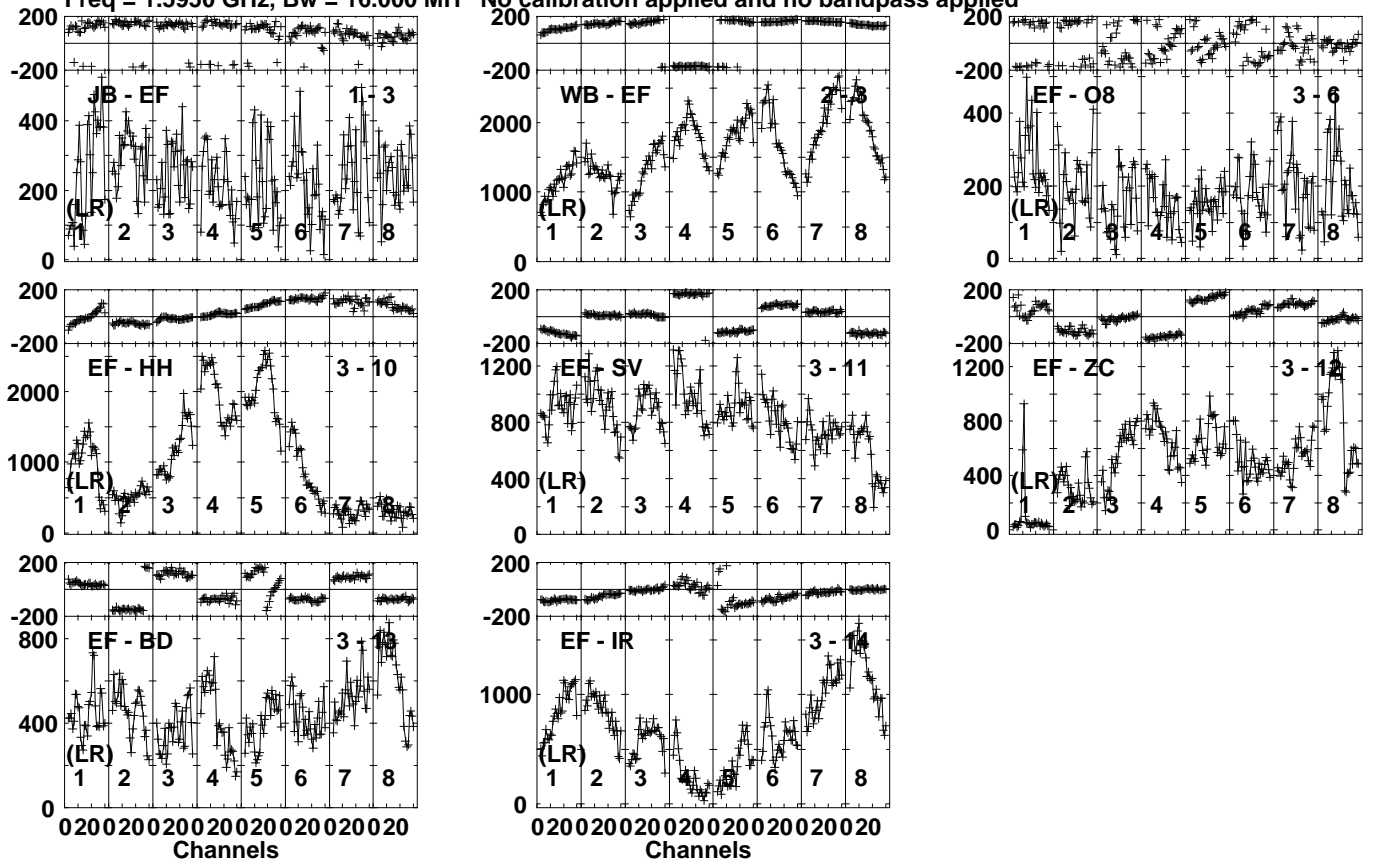 Freq = 1.5950 GHz, Bw = 16.000 MH No calibration applied and no bandpass applied
200
-200
JB - EF 1 - 3
400
200
0
(LR)
1 2 3 4 5 6 7 8
200
-200
WB - EF 2 - 3
2000
1000
0
(LR)
1 2 3 4 5 6 7 8
200
-200
EF - O8 3 - 6
400
200
0
(LR)
1 2 3 4 5 6 7 8
200
-200
EF - HH 3 - 10
2000
1000
0
(LR)
1 2 3 4 5 6 7 8
200
-200
EF - SV 3 - 11
1200
800
400
0
(LR)
1 2 3 4 5 6 7 8
200
-200
EF - ZC 3 - 12
1200
800
400
0
(LR)
1 2 3 4 5 6 7 8
200
-200
EF - BD 3 - 13
800
400
0
(LR)
1 2 3 4 5 6 7 8
0 20 0 20 0 20 0 20 0 20 0 20 0 20 0 20
Channels
200
-200
EF - IR 3 - 14
1000
0
(LR)
1 2 3 4 5 6 7 8
0 20 0 20 0 20 0 20 0 20 0 20 0 20 0 20
Channels